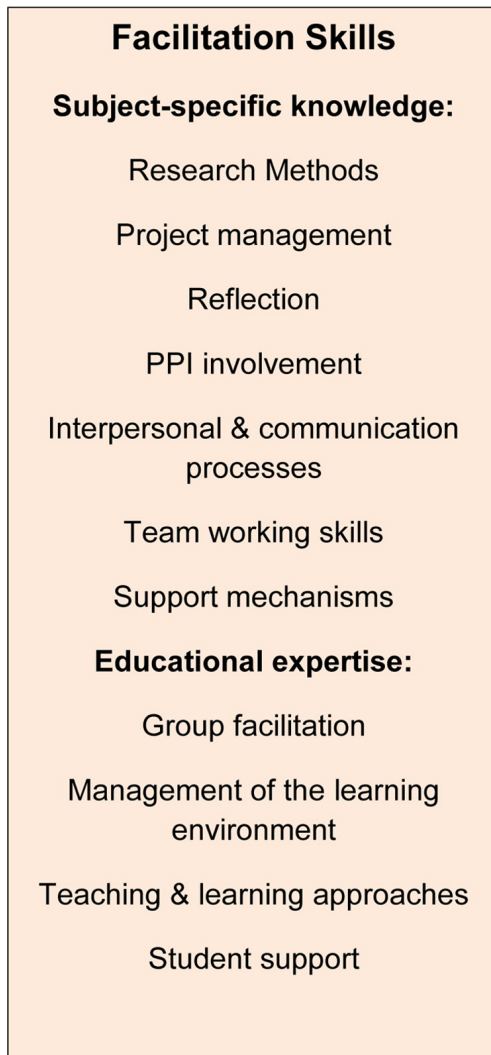 Facilitation Skills
Subject-specific knowledge:
Research Methods
Project management
Reflection
PPI involvement
Interpersonal & communication
processes
Team working skills
Support mechanisms
Educational expertise:
Group facilitation
Management of the learning
environment
Teaching & learning approaches
Student support